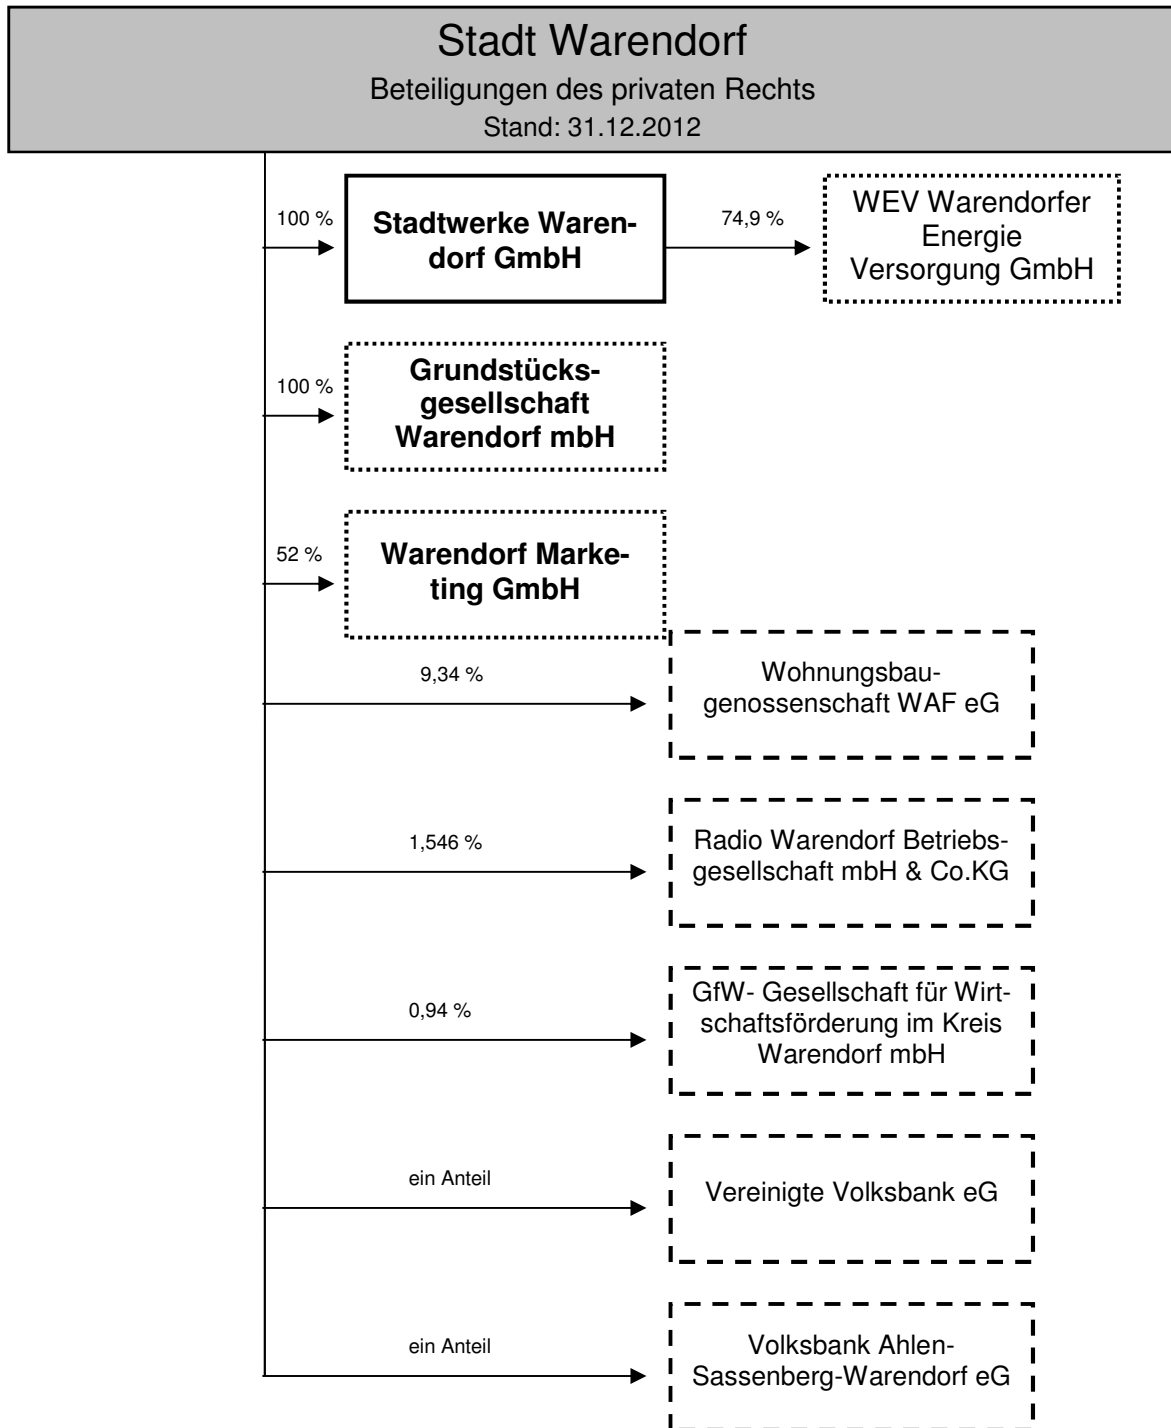 Stadt Warendorf
Beteiligungen des privaten Rechts
Stand: 31.12.2012
100 %
Stadtwerke Waren-
dorf GmbH
74,9 %
WEV Warendorfer
Energie
Versorgung GmbH
100 %
Grundstücks-
gesellschaft
Warendorf mbH
52 %
Warendorf Marke-
ting GmbH
9,34 %
Wohnungsbau-
genossenschaft WAF eG
1,546 %
Radio Warendorf Betriebs-
gesellschaft mbH & Co.KG
0,94 %
GfW- Gesellschaft für Wirt-
schaftsförderung im Kreis
Warendorf mbH
ein Anteil
Vereinigte Volksbank eG
ein Anteil
Volksbank Ahlen-
Sassenberg-Warendorf eG